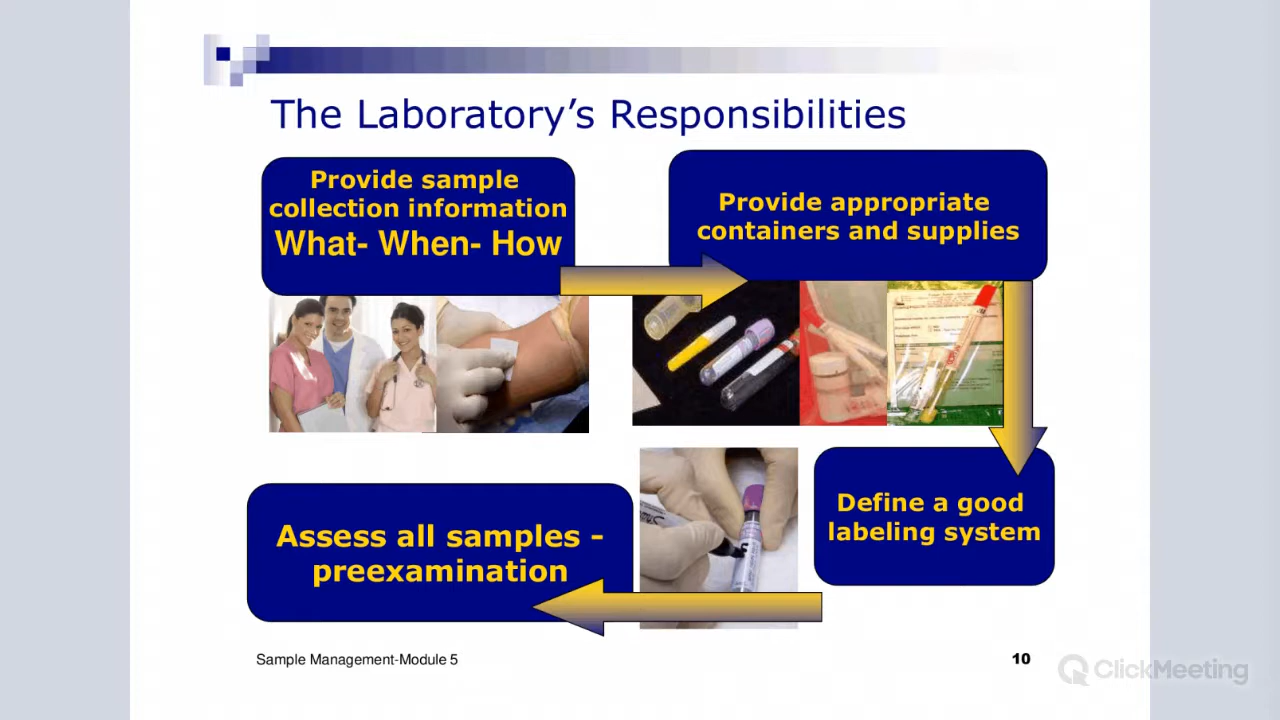 The Laboratory's Responsibilities
Provide sample
collection information
What- When- How
Provide appropriate
containers and supplies
Define a good
labeling system
Assess all samples -
preexamination
Sample Management-Module 5
10
ClickMeeting